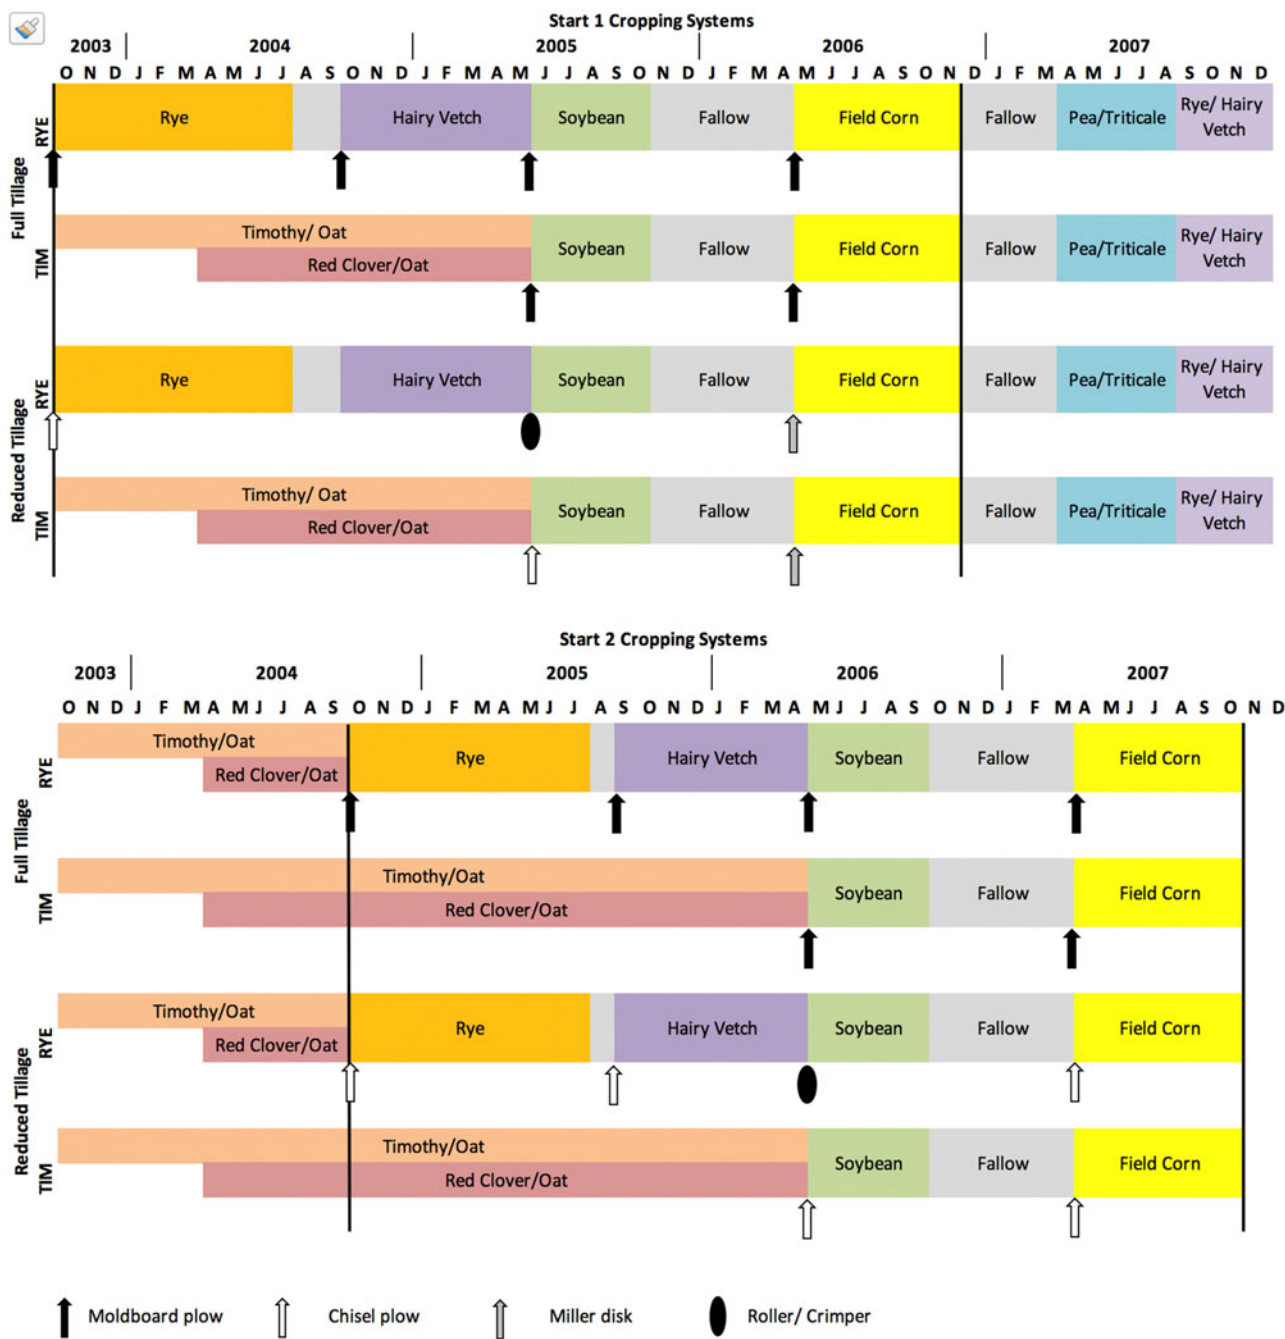 Start 1 Cropping Systems
2003 2004 2005 2006 2007
O N D J F M A M J J A S O N D J F M A M J J A S O N D J F M A M J J A S O N D J F M A M J J A S O N D
Full Tillage
RYE
Rye Hairy Vetch Soybean Fallow Field Corn Fallow Pea/Triticale Rye/ Hairy
Vetch
TIM
Timothy/ Oat
Red Clover/Oat
Soybean Fallow Field Corn Fallow Pea/Triticale Rye/ Hairy
Vetch
Reduced Tillage
RYE
Rye Hairy Vetch Soybean Fallow Field Corn Fallow Pea/Triticale Rye/ Hairy
Vetch
TIM
Timothy/ Oat
Red Clover/Oat
Soybean Fallow Field Corn Fallow Pea/Triticale Rye/ Hairy
Vetch
Start 2 Cropping Systems
2003 2004 2005 2006 2007
O N D J F M A M J J A S O N D J F M A M J J A S O N D J F M A M J J A S O N D J F M A M J J A S O N D
Full Tillage
RYE
Timothy/Oat
Red Clover/Oat
Rye Hairy Vetch Soybean Fallow Field Corn
TIM
Timothy/Oat
Red Clover/Oat
Soybean Fallow Field Corn
Reduced Tillage
RYE
Timothy/Oat
Red Clover/Oat
Rye Hairy Vetch Soybean Fallow Field Corn
TIM
Timothy/Oat
Red Clover/Oat
Soybean Fallow Field Corn
Moldboard plow Chisel plow Miller disk Roller/ Crimper